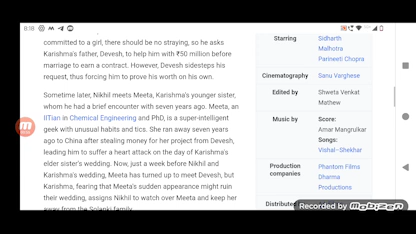 8:18
committed to a girl, there should be no straying, so he asks
Karishma's father, Devesh, to help him with ₹50 million before
marriage to earn a contract. However, Devesh sidesteps his
request, thus forcing him to prove his worth on his own.
Sometime later, Nikhil meets Meeta, Karishma's younger sister,
whom he had a brief encounter with seven years ago. Meeta, an
IITian in Chemical Engineering and PhD, is a super-intelligent
geek with unusual habits and tics. She ran away seven years
ago to China after stealing money for her project from Devesh,
leading him to suffer a heart attack on the day of Karishma's
elder sister's wedding. Now, just a week before Nikhil and
Karishma's wedding, Meeta has turned up to meet Devesh, but
Karishma, fearing that Meeta's sudden appearance might ruin
their wedding, assigns Nikhil to watch over Meeta and keep her
away from the Solanki family.
Starring Sidharth
Malhotra
Parineeti Chopra
Cinematography Sanu Varghese
Edited by Shweta Venkat
Mathew
Music by Score:
Amar Mangrulkar
Songs:
Vishal–Shekhar
Production
companies
Phantom Films
Dharma
Productions
Distributed
Recorded by Mobizen